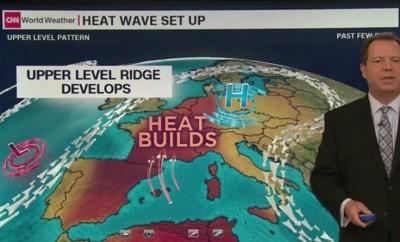 CNN World Weather HEAT WAVE SET UP
UPPER LEVEL PATTERN
PAST FEW
UPPER LEVEL RIDGE
DEVELOPS
H
HEAT
BUILDS
L